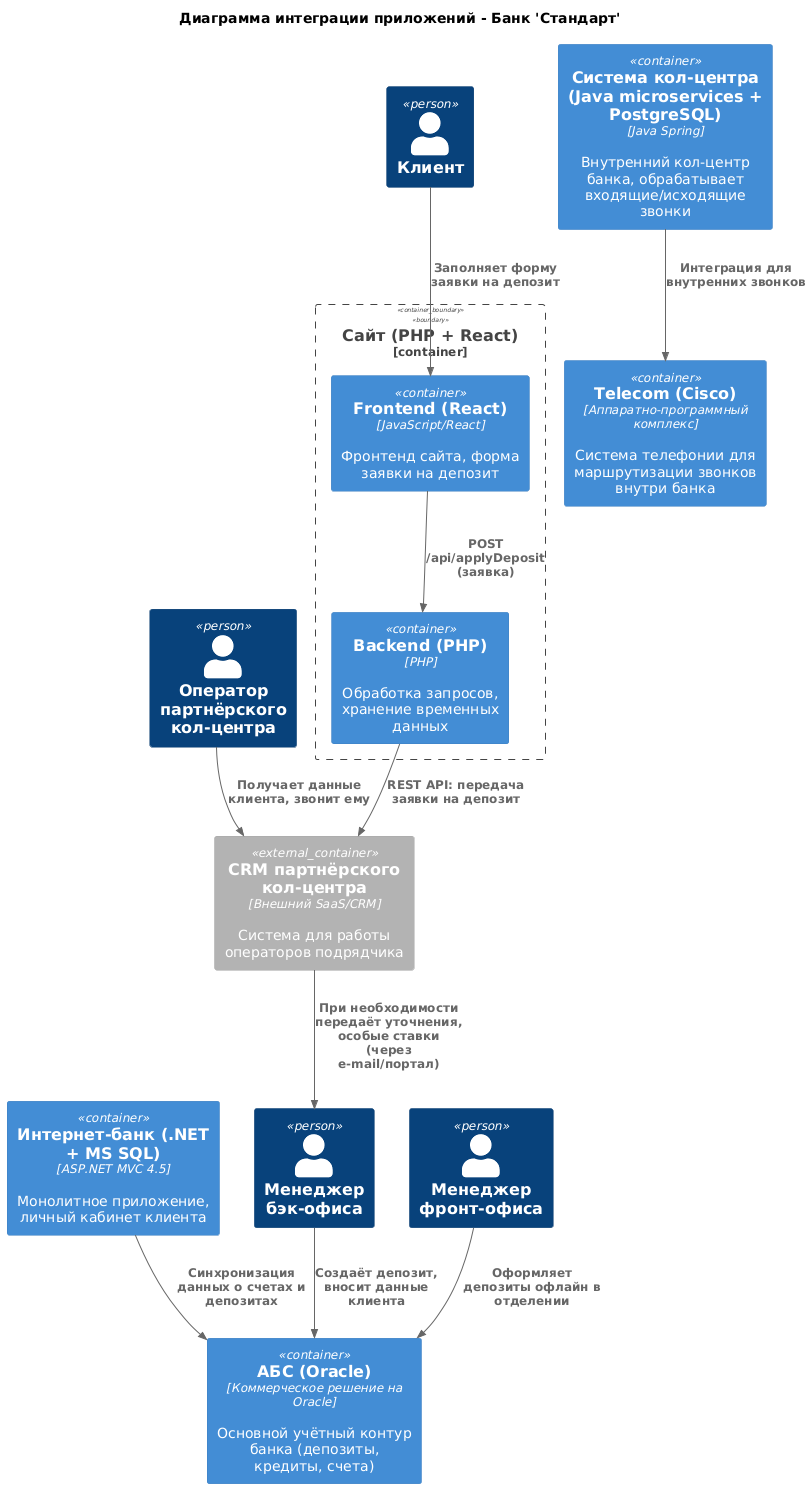 Диаграмма интеграции приложений - Банк 'Стандарт'
«person»
Клиент
«container»
Система кол-центра
(Java microservices +
PostgreSQL)
[Java Spring]
Внутренний кол-центр
банка, обрабатывает
входящие/исходящие
звонки
Заполняет форму
заявки на депозит
Интеграция для
внутренних звонков
«container_boundary»
«boundary»
Сайт (PHP + React)
[container]
«container»
Frontend (React)
[JavaScript/React]
Фронтенд сайта, форма
заявки на депозит
«container»
Telecom (Cisco)
[Аппаратно-программный
комплекс]
Система телефонии для
маршрутизации звонков
внутри банка
POST
/api/applyDeposit
(заявка)
«person»
Оператор
партнёрского
кол-центра
«container»
Backend (PHP)
[PHP]
Обработка запросов,
хранение временных
данных
Получает данные
клиента, звонит ему
REST API: передача
заявки на депозит
«external_container»
CRM партнёрского
кол-центра
[Внешний SaaS/CRM]
Система для работы
операторов подрядчика
При необходимости
передаёт уточнения,
особые ставки
(через
e-mail/портал)
«container»
Интернет-банк (.NET
+ MS SQL)
[ASP.NET MVC 4.5]
Монолитное приложение,
личный кабинет клиента
«person»
Менеджер
бэк-офиса
«person»
Менеджер
фронт-офиса
Синхронизация
данных о счетах и
депозитах
Создаёт депозит,
вносит данные
клиента
Оформляет
депозиты офлайн в
отделении
«container»
АБС (Oracle)
[Коммерческое решение на
Oracle]
Основной учётный контур
банка (депозиты,
кредиты, счета)